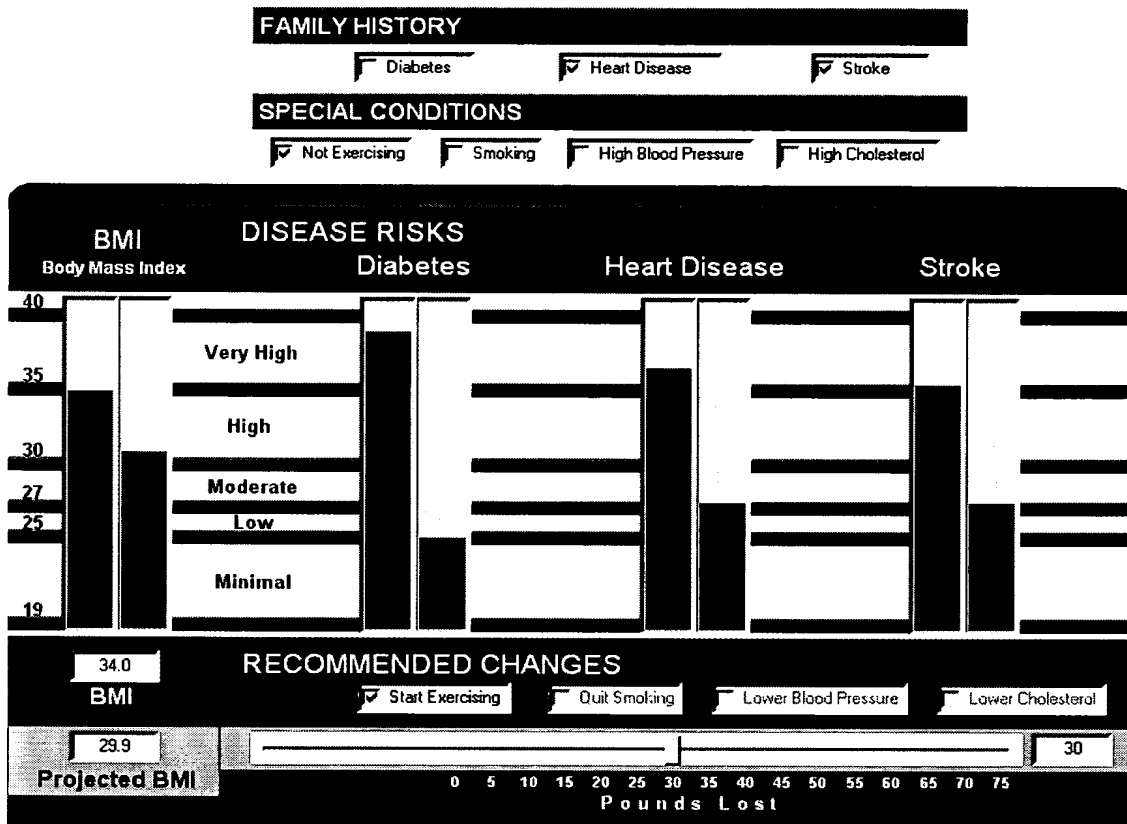 FAMILY HISTORY
Diabetes Heart Disease Stroke
SPECIAL CONDITIONS
Not Exercising Smoking High Blood Pressure High Cholesterol
BMI
Body Mass Index
DISEASE RISKS
Diabetes Heart Disease Stroke
40
Very High
35
High
30
Moderate
27
Low
25
Minimal
19
34.0
BMI
RECOMMENDED CHANGES
Start Exercising Quit Smoking Lower Blood Pressure Lower Cholesterol
29.9
Projected BMI
30
0 5 10 15 20 25 30 35 40 45 50 55 60 65 70 75
Pounds Lost